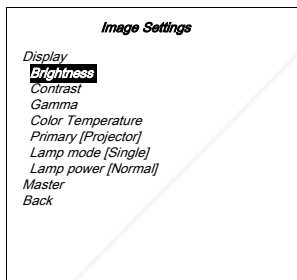 Image Settings
Display
Brightness
Contrast
Gamma
Color Temperature
Primary [Projector]
Lamp mode [Single]
Lamp power [Normal]
Master
Back